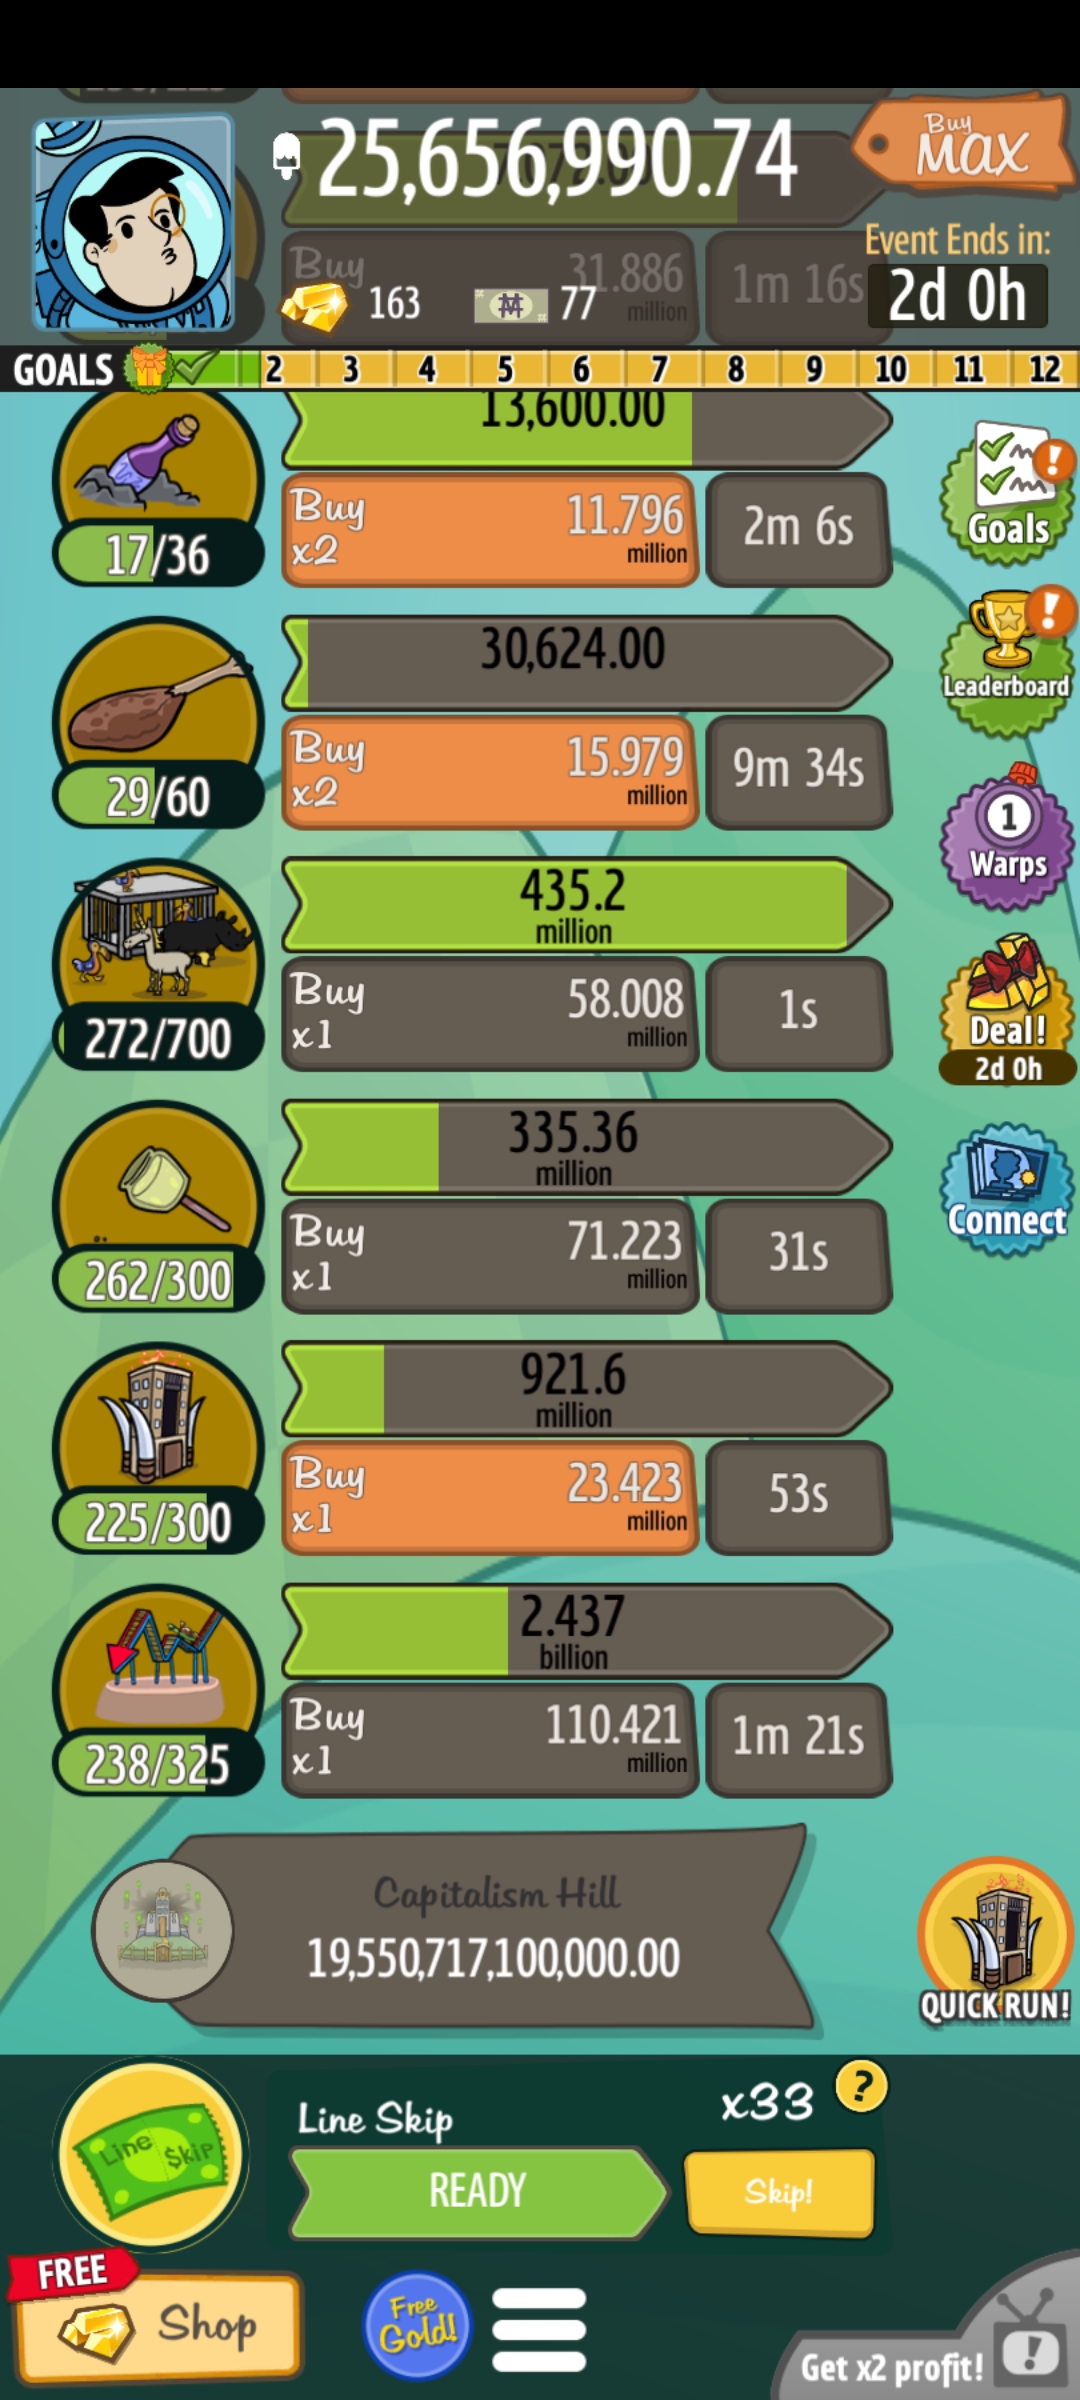 25,656,990.74
Buy
MAX
Event Ends in:
2d 0h
Buy
31.886
million
1m 16s
163
77
GOALS 2 3 4 5 6 7 8 9 10 11 12
13,600.00
Buy
x2
11.796
million
2m 6s
17/36
Goals
30,624.00
Buy
x2
15.979
million
9m 34s
29/60
Leaderboard
1
Warps
435.2
million
Buy
x1
58.008
million
1s
272/700
Deal!
2d 0h
335.36
million
Buy
x1
71.223
million
31s
262/300
Connect
921.6
million
Buy
x1
23.423
million
53s
225/300
2.437
billion
Buy
x1
110.421
million
1m 21s
238/325
Capitalism Hill
19,550,717,100,000.00
QUICK RUN!
Line $kip
Line Skip
x33
?
READY
Skip!
FREE
Shop
Free
Gold!
Get x2 profit!